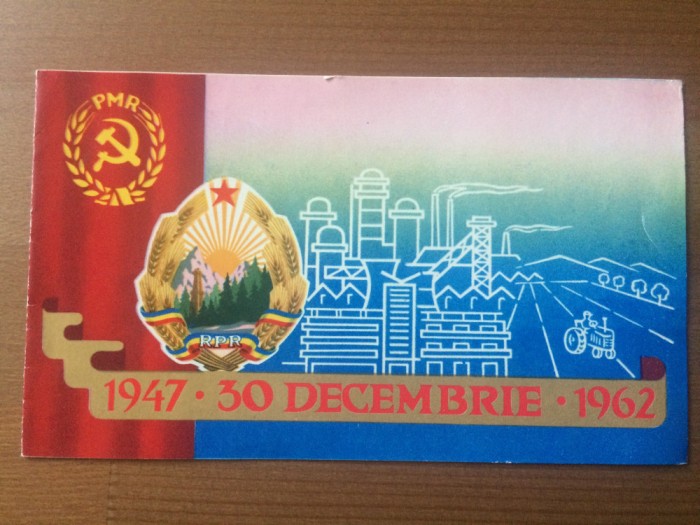 PMR
RPR
1947 · 30 DECEMBRIE · 1962